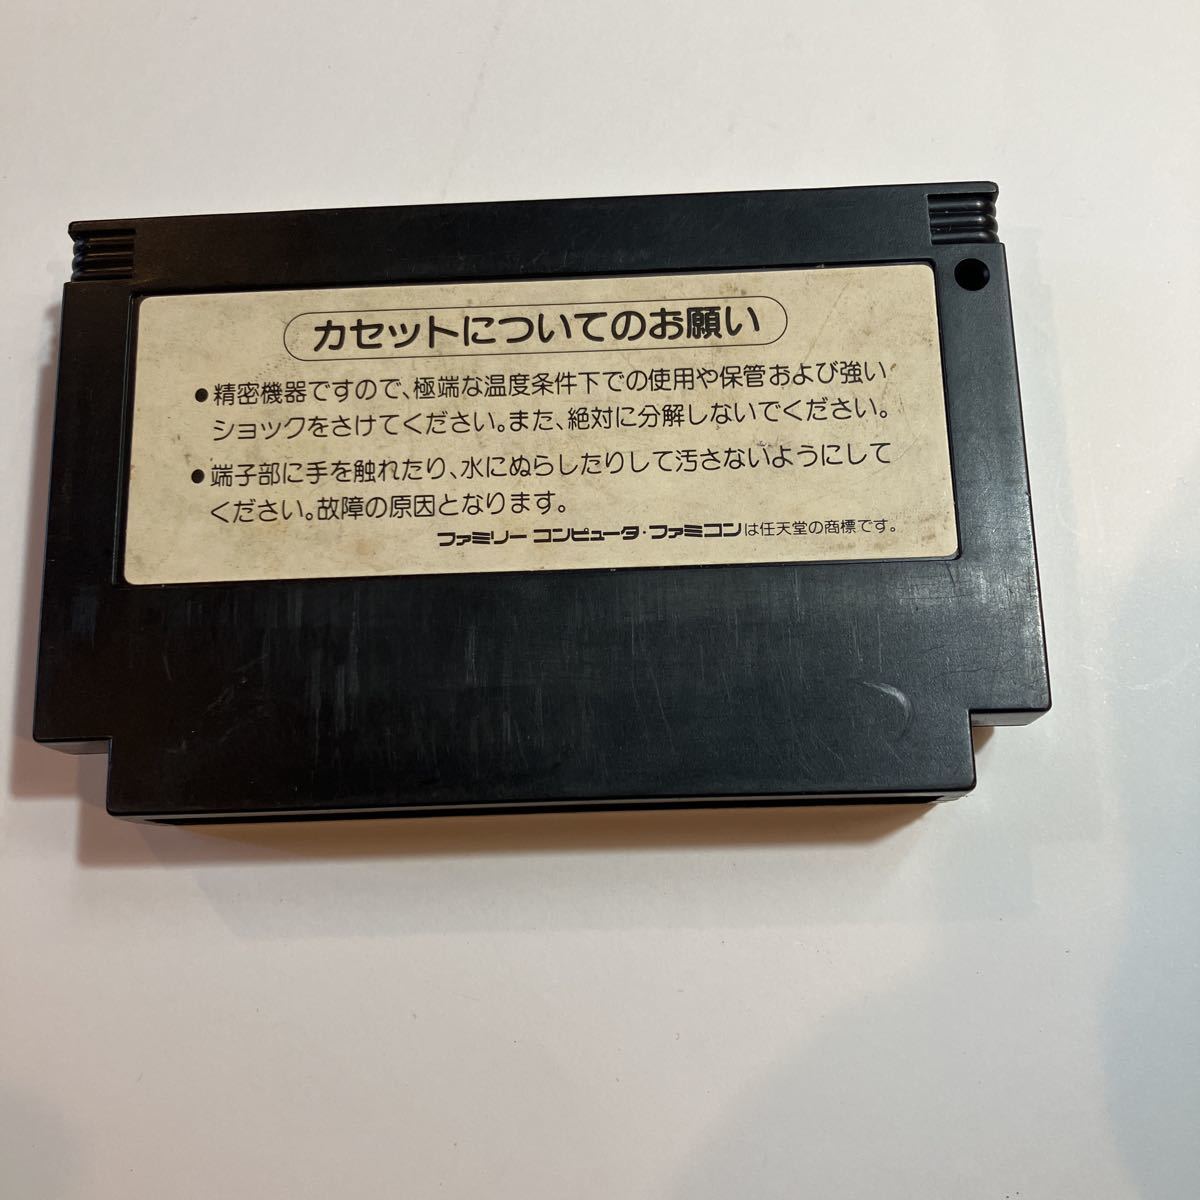 カセットについてのお願い
●精密機器ですので、極端な温度条件下での使用や保管および強い
ショックをさけてください。また、絶対に分解しないでください。
●端子部に手を触れたり、水にぬらしたりして汚さないようにして
ください。故障の原因となります。
ファミリー コンピュータ・ファミコンは任天堂の商標です。